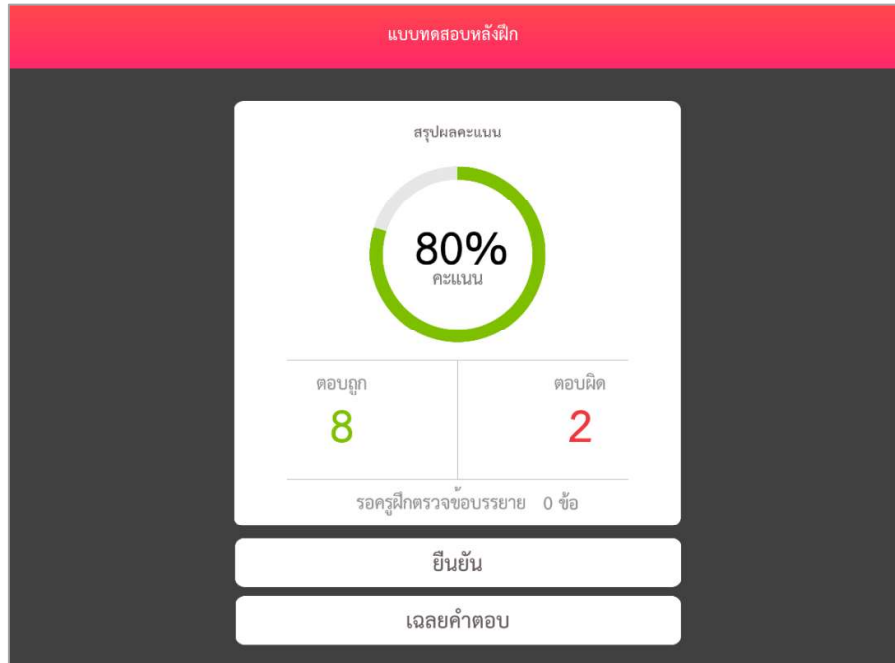 แบบทดสอบหลังฝึก
สรุปผลคะแนน
80%
คะแนน
ตอบถูก ตอบผิด
8 2
รอครูฝึกตรวจข้อบรรยาย 0 ข้อ
ยืนยัน
เฉลยคำตอบ